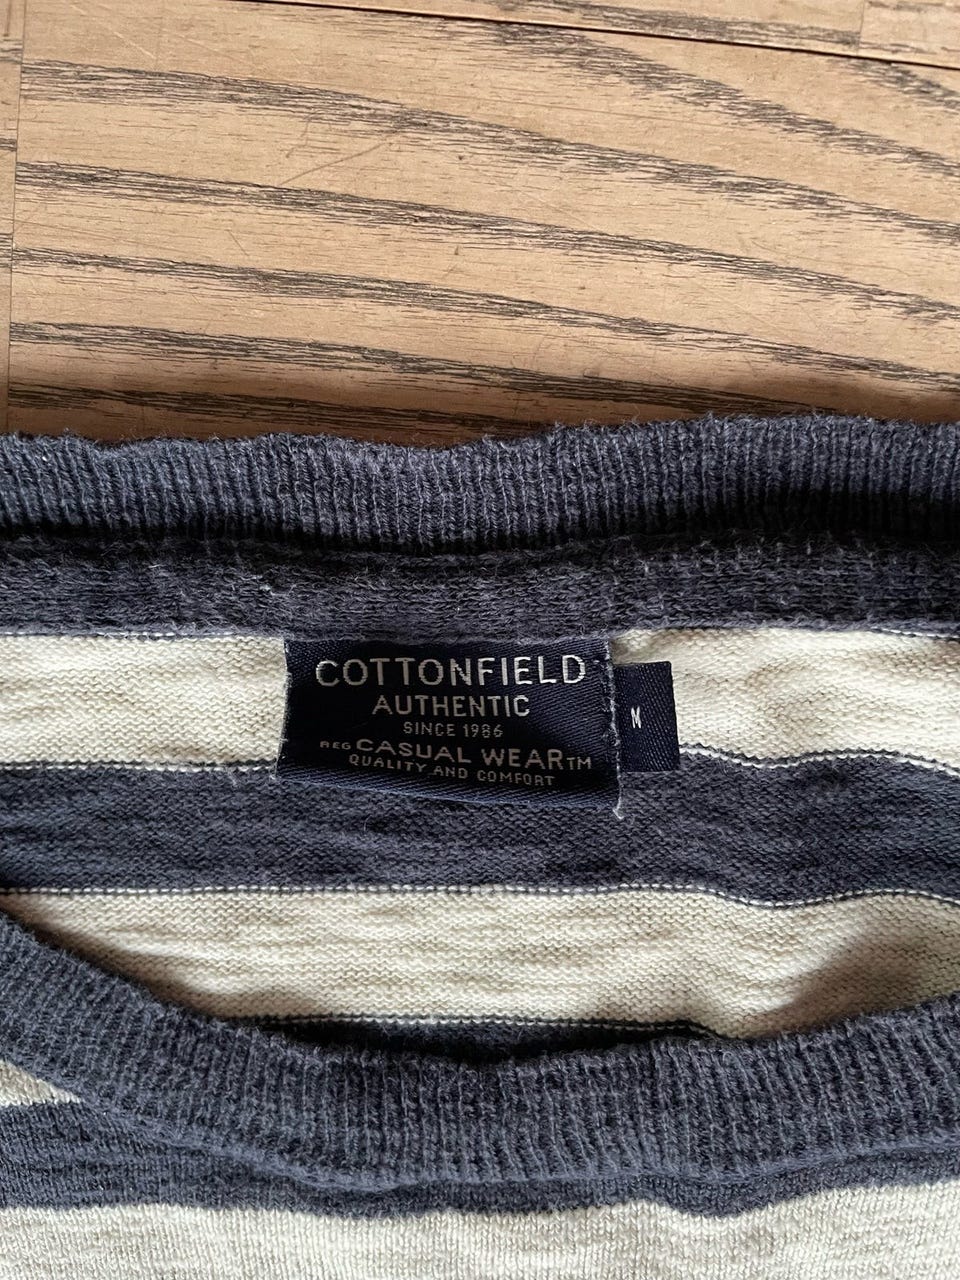 COTTONFIELD
AUTHENTIC
SINCE 1986
REG CASUAL WEAR TM
QUALITY AND COMFORT
M